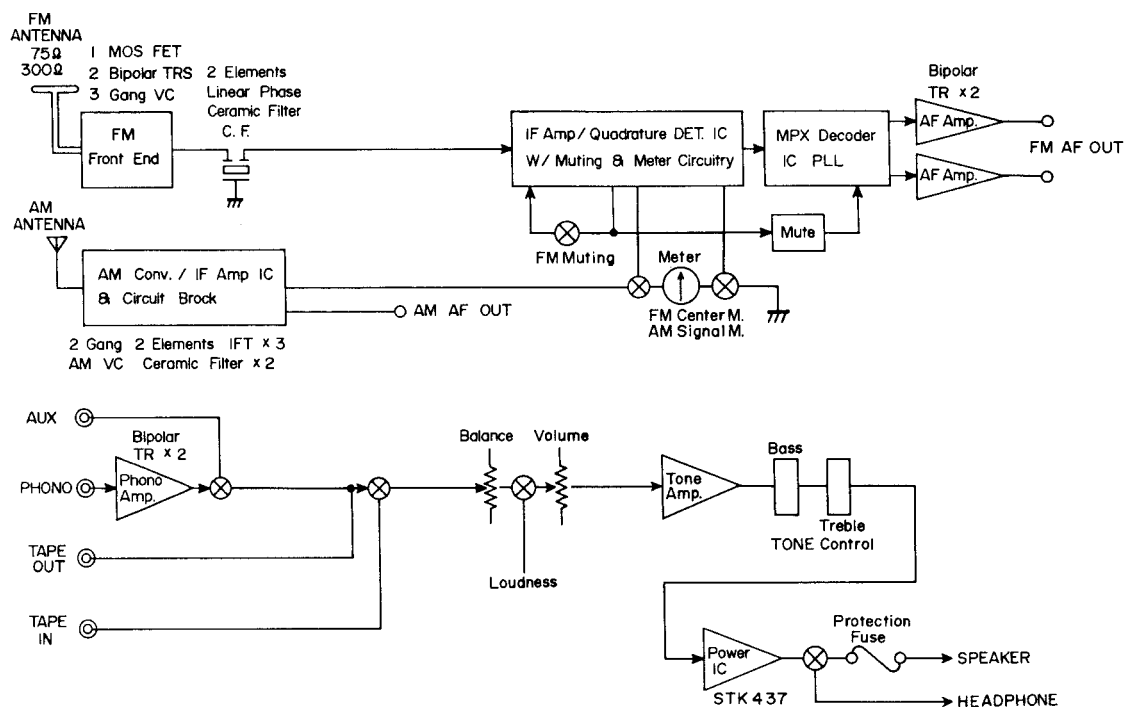 FM
ANTENNA
75Ω
300Ω
1 MOS FET
2 Bipolar TRS
3 Gang VC
2 Elements
Linear Phase
Ceramic Filter
C. F.
FM
Front End
IF Amp/Quadrature DET. IC
W/ Muting & Meter Circuitry
MPX Decoder
IC PLL
Bipolar
TR ×2
AF Amp.
AF Amp.
FM AF OUT
FM Muting
Mute
AM
ANTENNA
AM Conv. / IF Amp IC
& Circuit Brock
AM AF OUT
Meter
FM Center M.
AM Signal M.
2 Gang 2 Elements IFT × 3
AM VC Ceramic Filter × 2
AUX
Bipolar
TR × 2
PHONO
Phono
Amp.
TAPE
OUT
TAPE
IN
Balance
Volume
Loudness
Tone
Amp.
Bass
Treble
TONE Control
Power
IC
STK 437
Protection
Fuse
SPEAKER
HEADPHONE